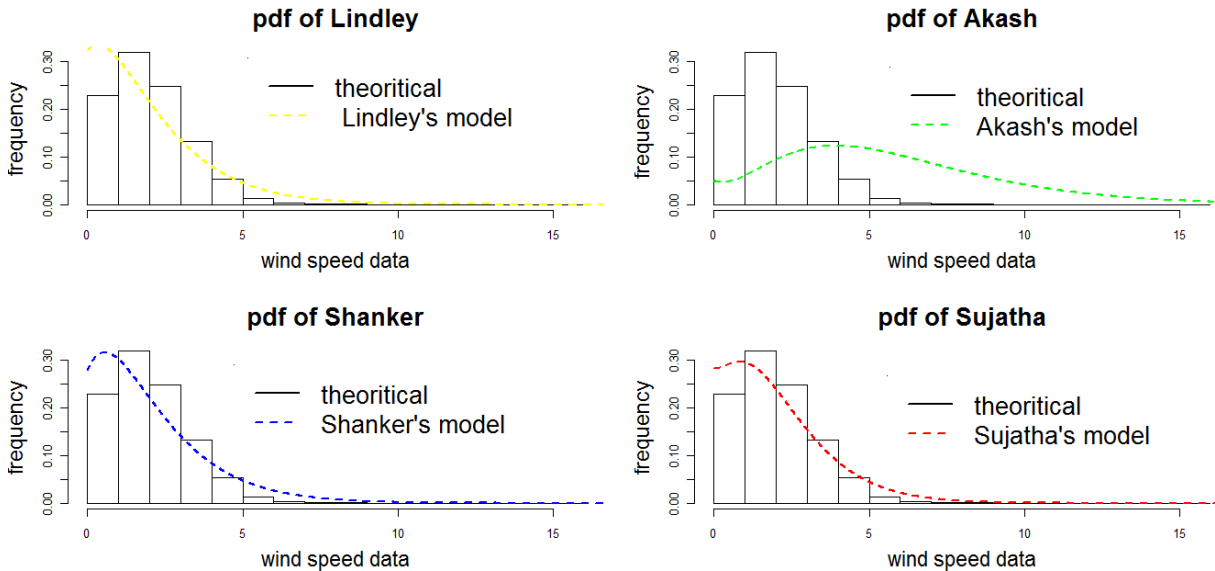 pdf of Lindley
frequency
0.00 0.10 0.30
theoritical
Lindley's model
0 5 10 15
wind speed data
pdf of Akash
frequency
0.00 0.10 0.30
theoritical
Akash's model
0 5 10 15
wind speed data
pdf of Shanker
frequency
0.00 0.10 0.20 0.30
theoritical
Shanker's model
0 5 10 15
wind speed data
pdf of Sujatha
frequency
0.00 0.10 0.20 0.30
theoritical
Sujatha's model
0 5 10 15
wind speed data